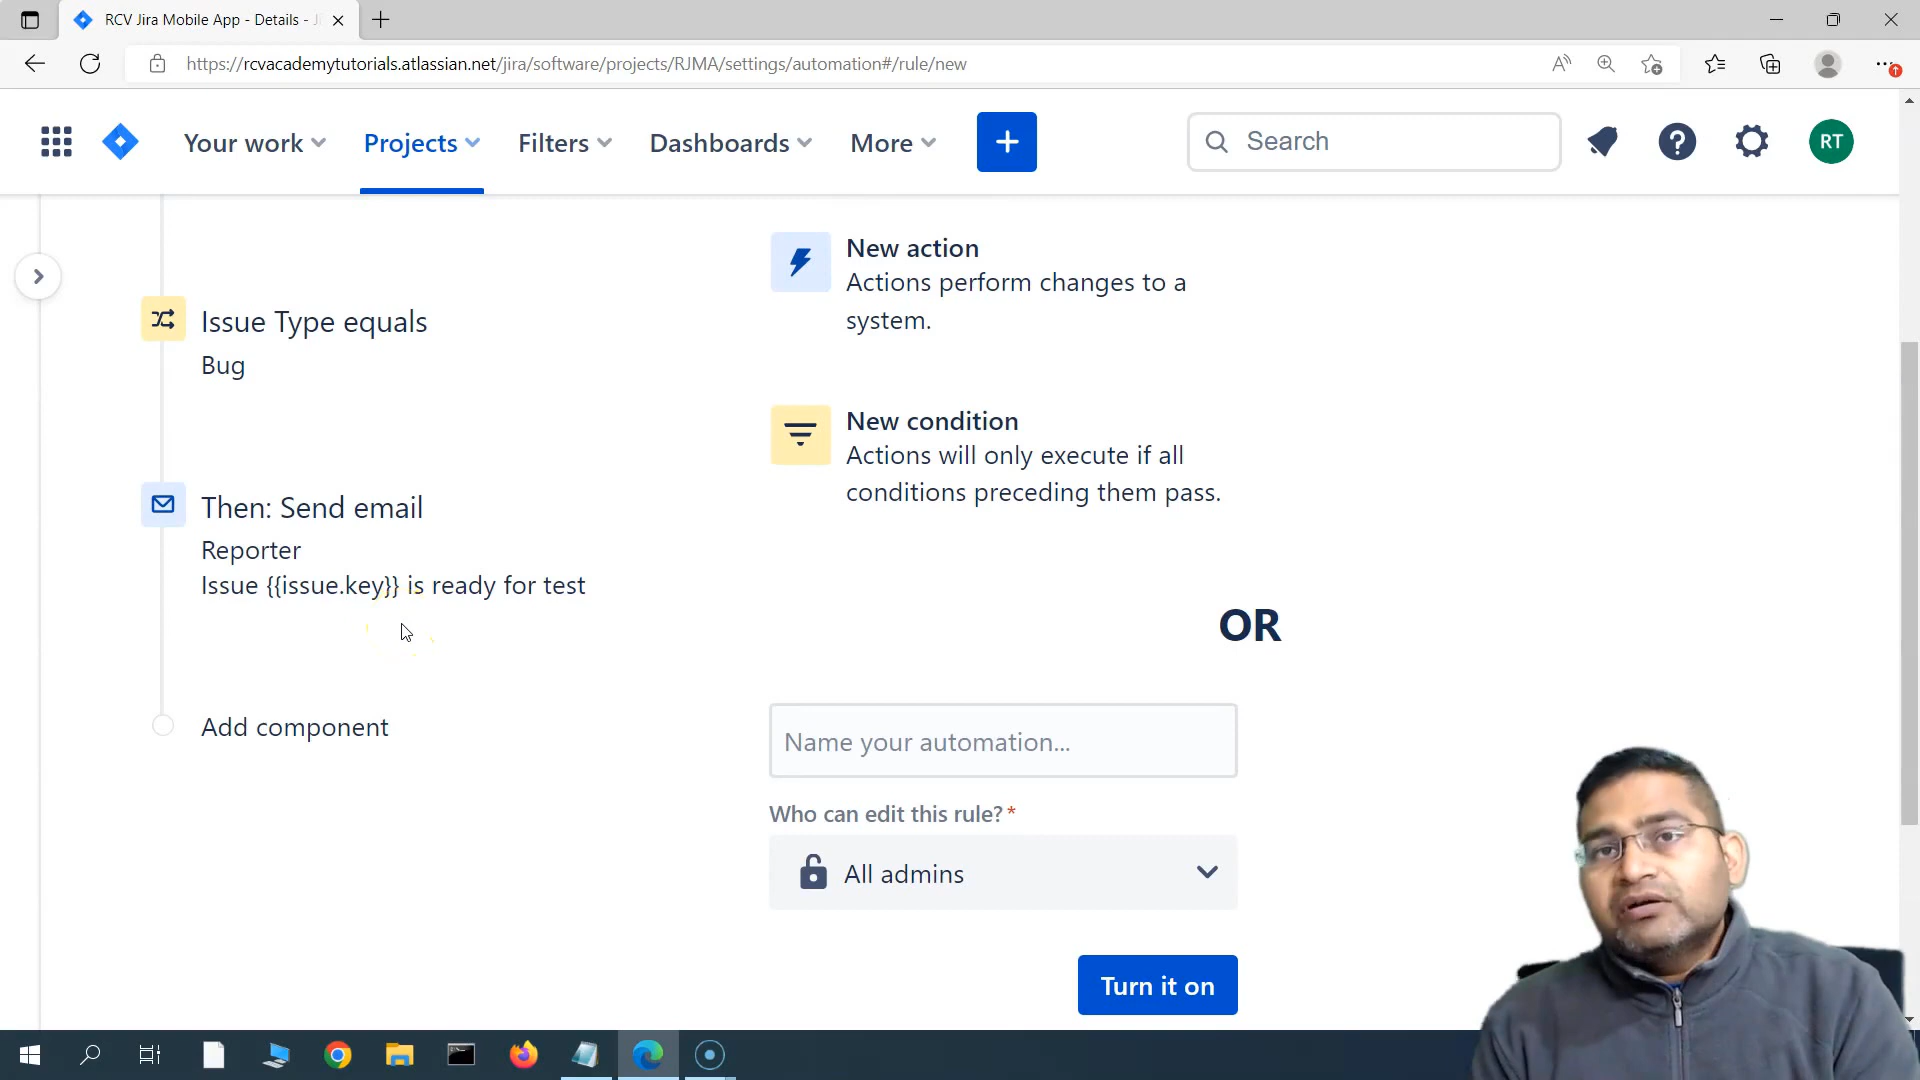 RCV Jira Mobile App - Details - Ji
https://rcvacademytutorials.atlassian.net/jira/software/projects/RJMA/settings/automation#/rule/new
Your work
Projects
Filters
Dashboards
More
Search
RT
New action
Actions perform changes to a
system.
Issue Type equals
Bug
New condition
Actions will only execute if all
conditions preceding them pass.
Then: Send email
Reporter
Issue {{issue.key}} is ready for test
OR
Add component
Name your automation...
Who can edit this rule? *
All admins
Turn it on